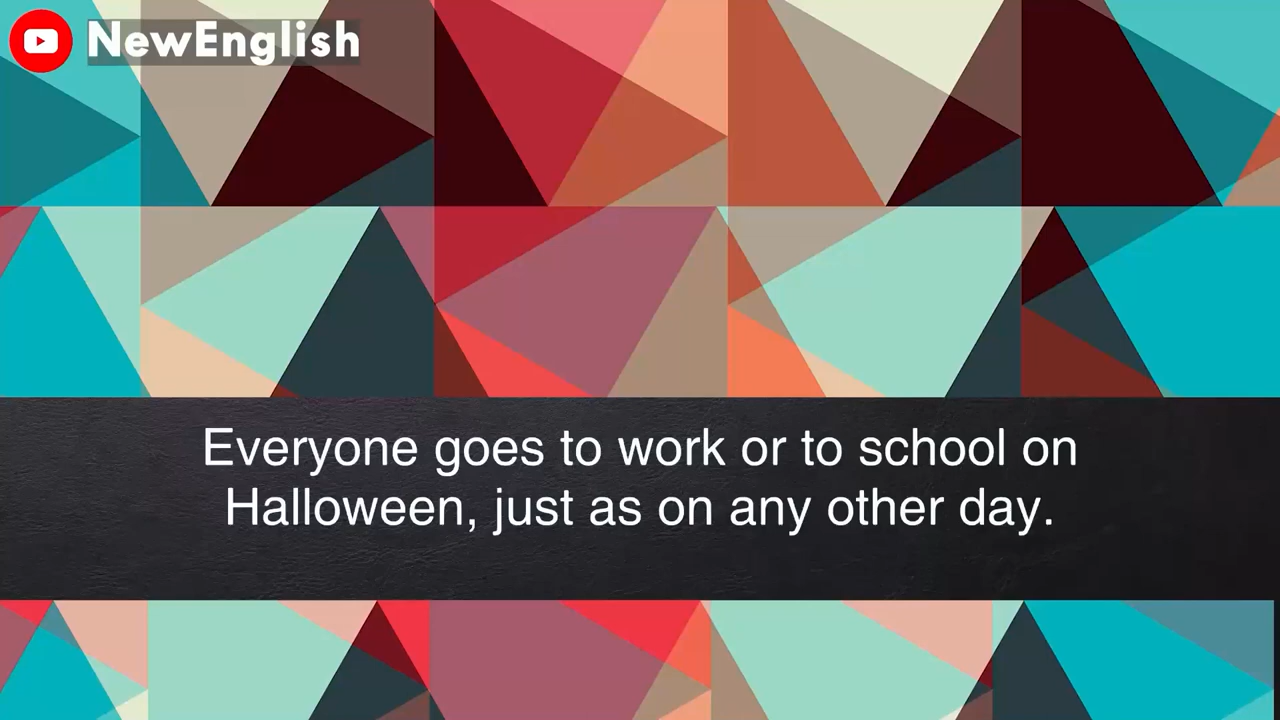 NewEnglish
Everyone goes to work or to school on
Halloween, just as on any other day.